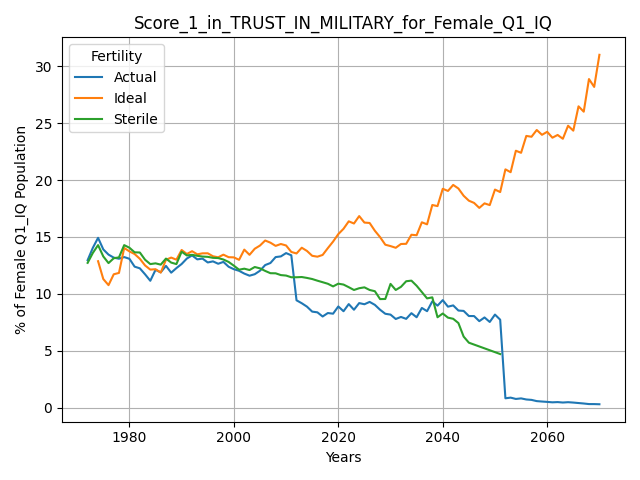 Score_1_in_TRUST_IN_MILITARY_for_Female_Q1_IQ
Fertility
Actual
Ideal
Sterile
% of Female Q1_IQ Population
30
25
20
15
10
5
0
1980
2000
2020
2040
2060
Years